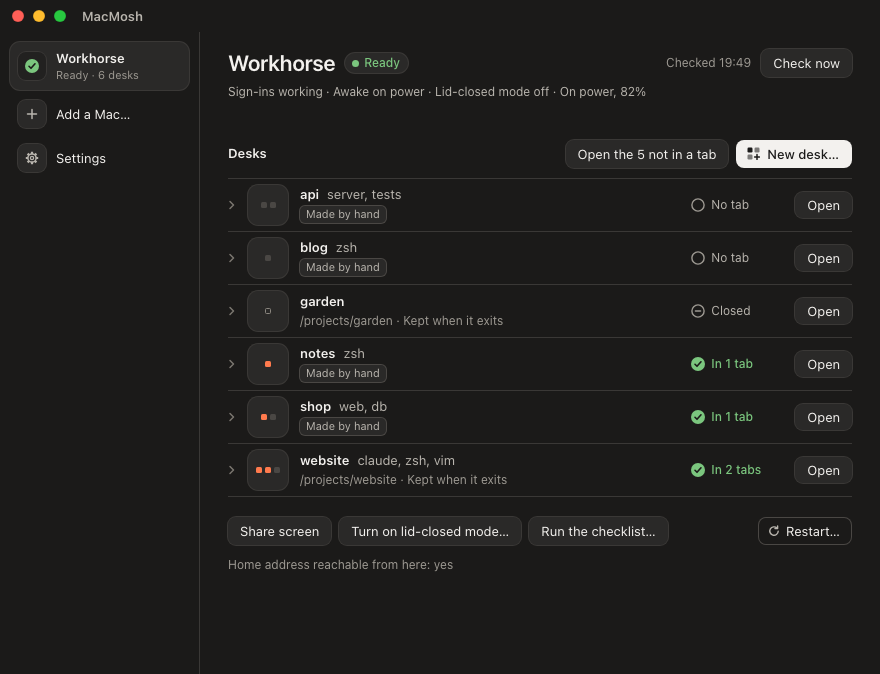 MacMosh
Workhorse
Ready · 6 desks
Add a Mac...
Settings
Workhorse
Ready
Checked 19:49
Check now
Sign-ins working · Awake on power · Lid-closed mode off · On power, 82%
Desks
Open the 5 not in a tab
New desk...
api server, tests
Made by hand
No tab
Open
blog zsh
Made by hand
No tab
Open
garden
/projects/garden · Kept when it exits
Closed
Open
notes zsh
Made by hand
In 1 tab
Open
shop web, db
Made by hand
In 1 tab
Open
website claude, zsh, vim
/projects/website · Kept when it exits
In 2 tabs
Open
Share screen
Turn on lid-closed mode...
Run the checklist...
Restart...
Home address reachable from here: yes